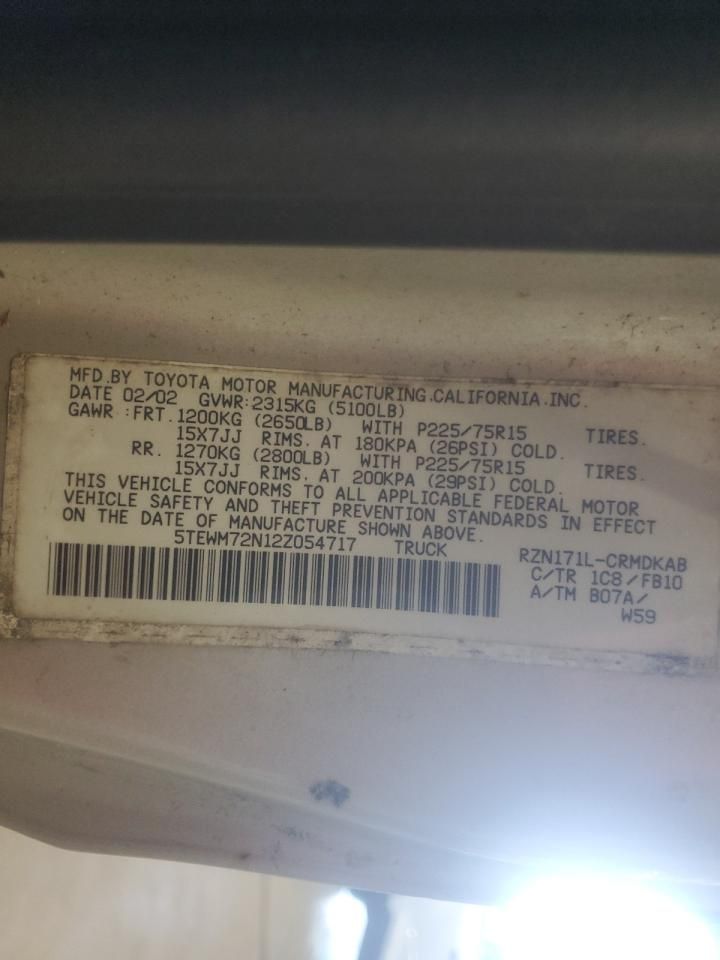 MFD.BY TOYOTA MOTOR MANUFACTURING.CALIFORNIA.INC.
DATE 02/02 GVWR:2315KG (5100LB)
GAWR :FRT. 1200KG (2650LB) WITH P225/75R15 TIRES.
15X7JJ RIMS. AT 180KPA (26PSI) COLD.
RR. 1270KG (2800LB) WITH P225/75R15 TIRES.
15X7JJ RIMS. AT 200KPA (29PSI) COLD.
THIS VEHICLE CONFORMS TO ALL APPLICABLE FEDERAL MOTOR
VEHICLE SAFETY AND THEFT PREVENTION STANDARDS IN EFFECT
ON THE DATE OF MANUFACTURE SHOWN ABOVE.
5TEWM72N12Z054717 TRUCK
RZN171L-CRMDKAB
C/TR 1C8/FB10
A/TM B07A/
W59